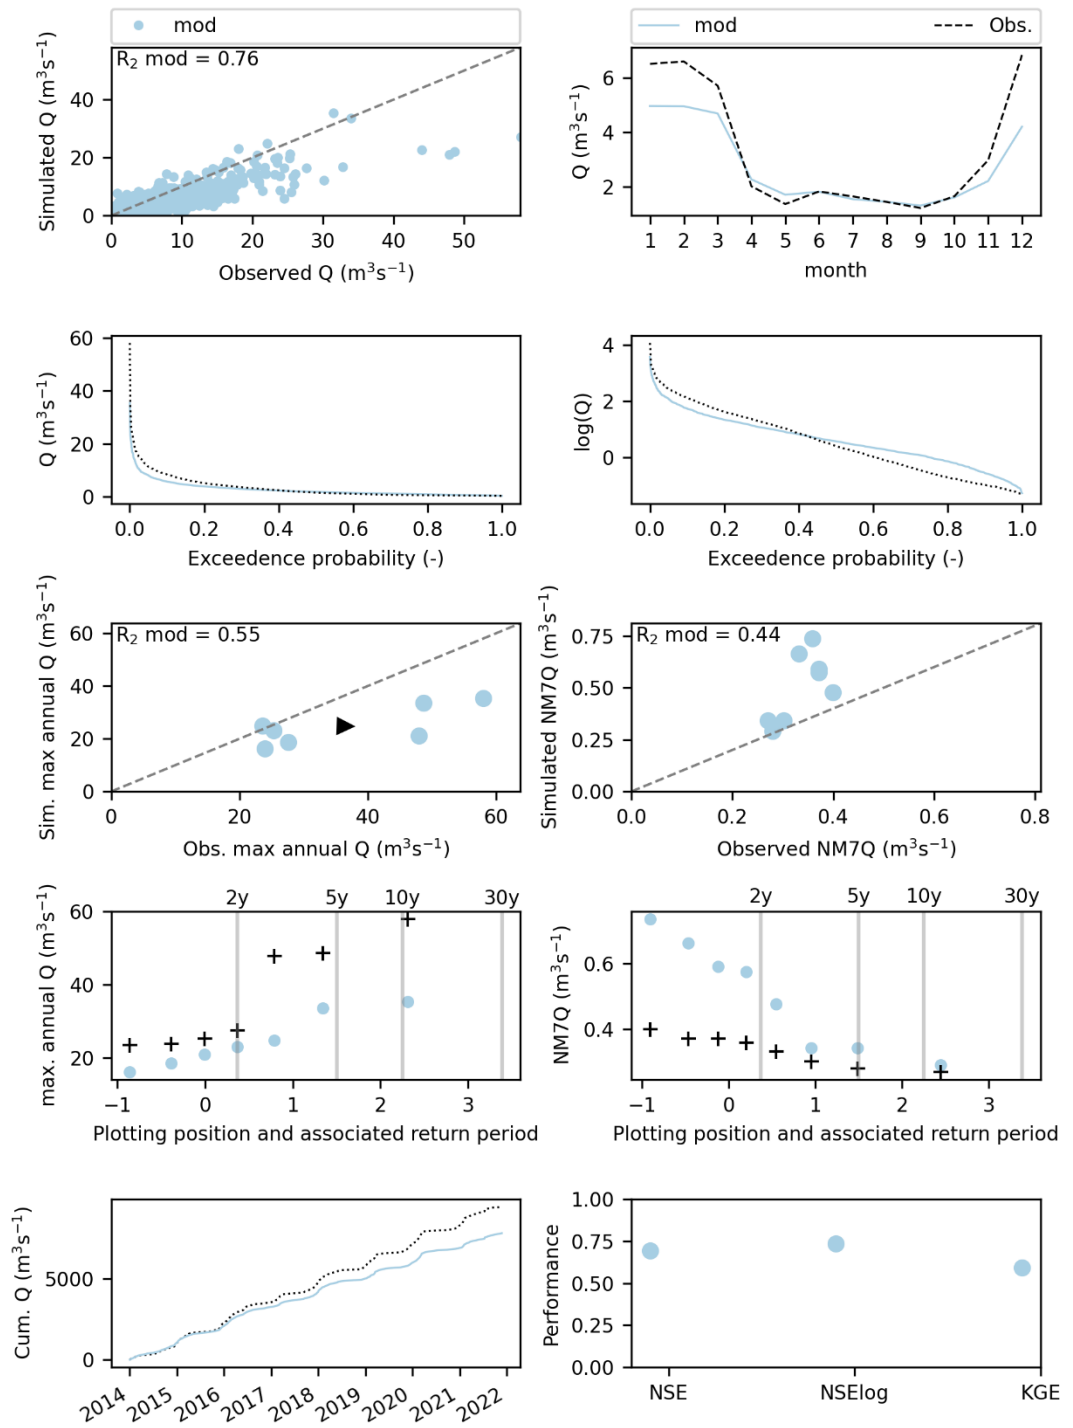 mod
R₂ mod = 0.76
Simulated Q (m³s⁻¹)
40
20
0
0 10 20 30 40 50
Observed Q (m³s⁻¹)
mod Obs.
Q (m³s⁻¹)
6
4
2
1 2 3 4 5 6 7 8 9 10 11 12
month
Q (m³s⁻¹)
60
40
20
0
0.0 0.2 0.4 0.6 0.8 1.0
Exceedence probability (-)
log(Q)
4
2
0
0.0 0.2 0.4 0.6 0.8 1.0
Exceedence probability (-)
Sim. max annual Q (m³s⁻¹)
R₂ mod = 0.55
60
40
20
0
0 20 40 60
Obs. max annual Q (m³s⁻¹)
Simulated NM7Q (m³s⁻¹)
R₂ mod = 0.44
0.75
0.50
0.25
0.00
0.0 0.2 0.4 0.6 0.8
Observed NM7Q (m³s⁻¹)
2y 5y 10y 30y
max. annual Q (m³s⁻¹)
60
40
20
−1 0 1 2 3
Plotting position and associated return period
2y 5y 10y 30y
NM7Q (m³s⁻¹)
0.6
0.4
−1 0 1 2 3
Plotting position and associated return period
Cum. Q (m³s⁻¹)
5000
0
2014 2015 2016 2017 2018 2019 2020 2021 2022
Performance
1.00
0.75
0.50
0.25
0.00
NSE NSElog KGE